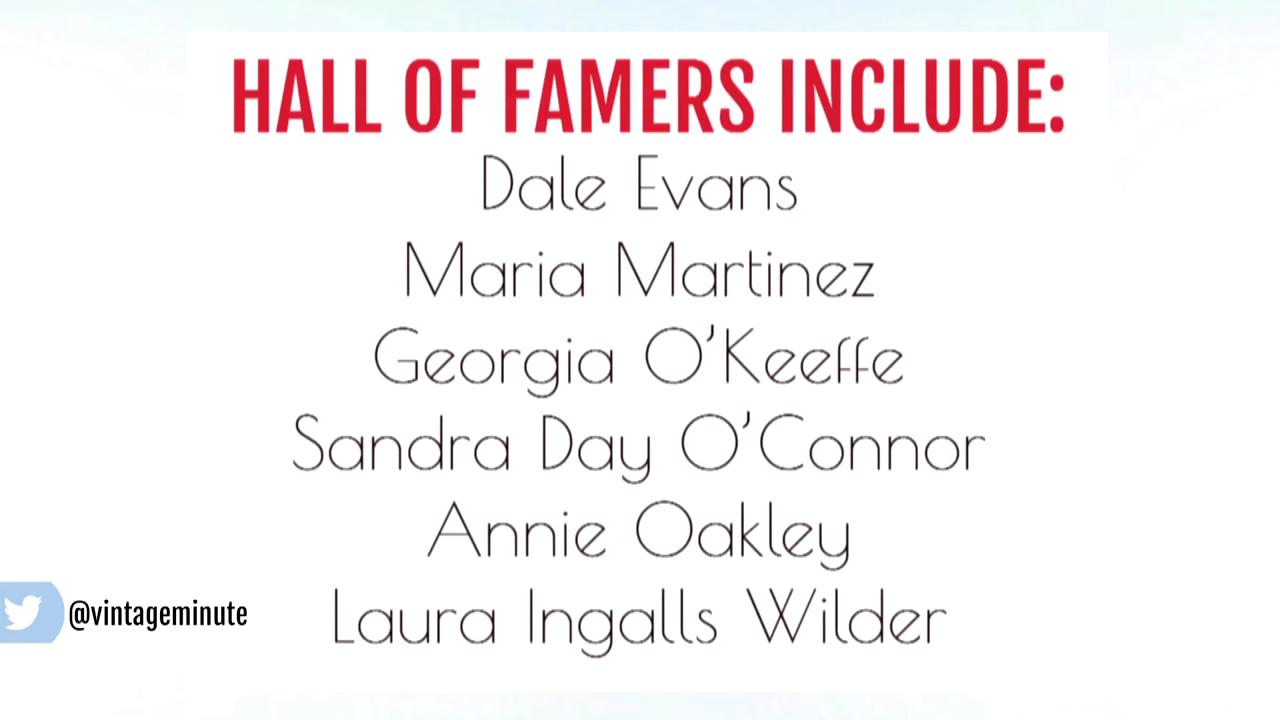 HALL OF FAMERS INCLUDE:
Dale Evans
Maria Martinez
Georgia O'Keeffe
Sandra Day O'Connor
Annie Oakley
Laura Ingalls Wilder
@vintageminute